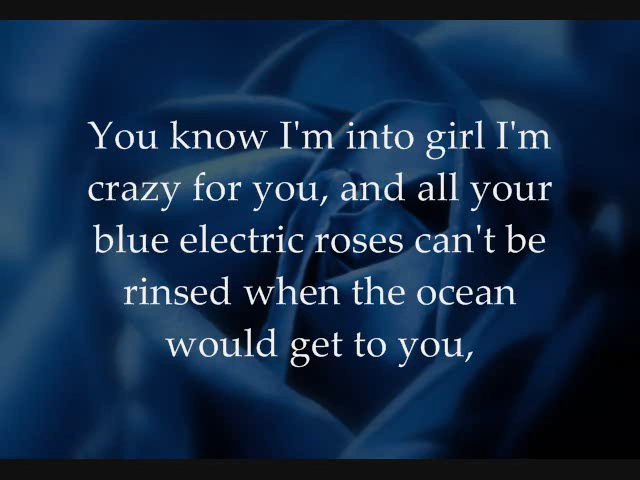 You know I'm into girl I'm
crazy for you, and all your
blue electric roses can't be
rinsed when the ocean
would get to you,